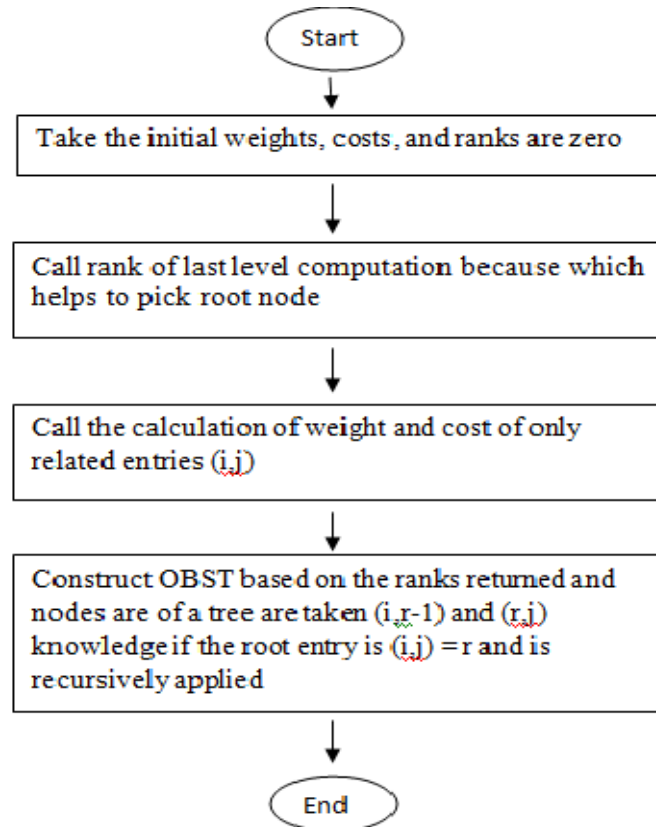 Start
Take the initial weights, costs, and ranks are zero
Call rank of last level computation because which
helps to pick root node
Call the calculation of weight and cost of only
related entries (i,j)
Construct OBST based on the ranks returned and
nodes are of a tree are taken (i,r-1) and (r,j)
knowledge if the root entry is (i,j) =r and is
recursively applied
End